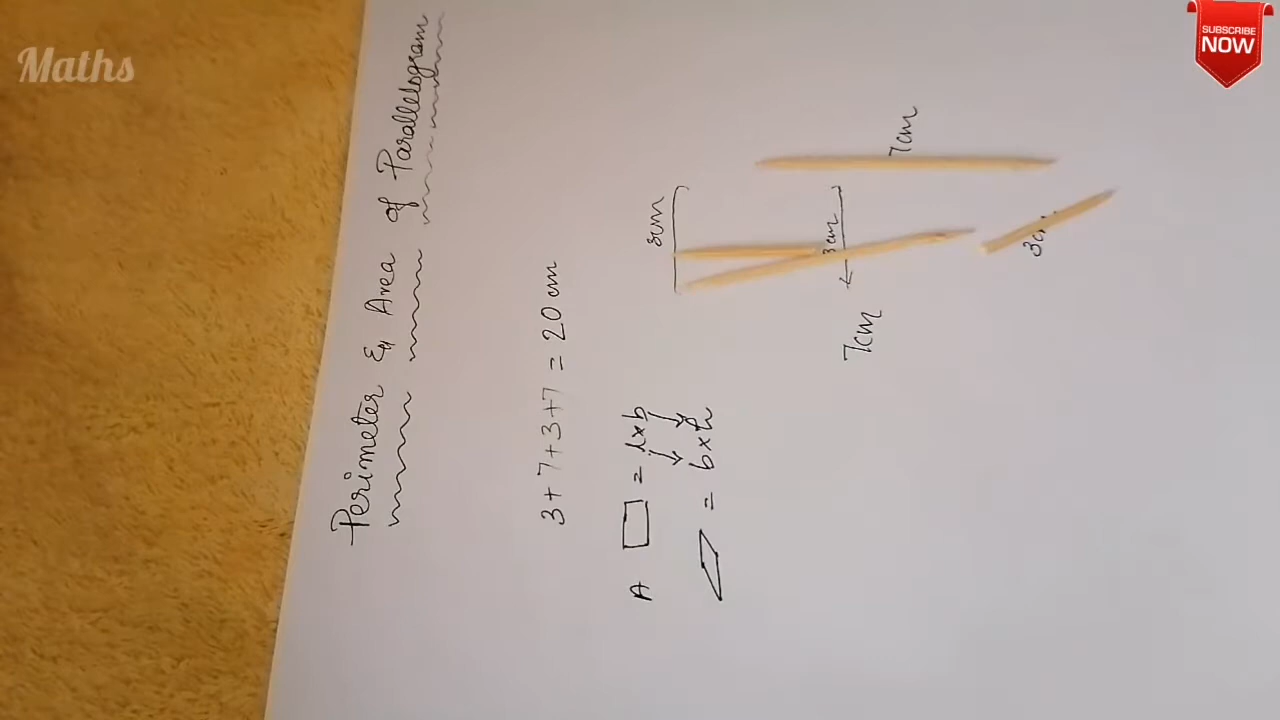 Maths
SUBSCRIBE
NOW
Perimeter & Area of Parallelogram
3+7+3+7 = 20 cm
A = l×b
= b×h
3cm
3cm
7cm
7cm